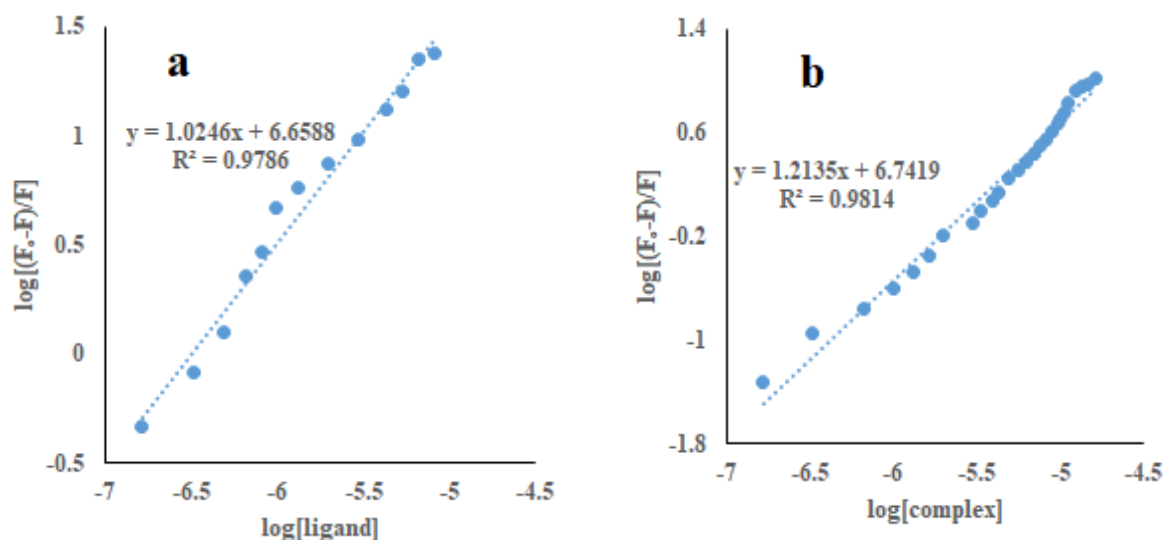 a
log[(F₀-F)/F]
1.5
1
0.5
0
-0.5
y = 1.0246x + 6.6588
R² = 0.9786
-7 -6.5 -6 -5.5 -5 -4.5
log[ligand]
b
log[(F₀-F)/F]
1.4
0.6
-0.2
-1
-1.8
y = 1.2135x + 6.7419
R² = 0.9814
-7 -6.5 -6 -5.5 -5 -4.5
log[complex]